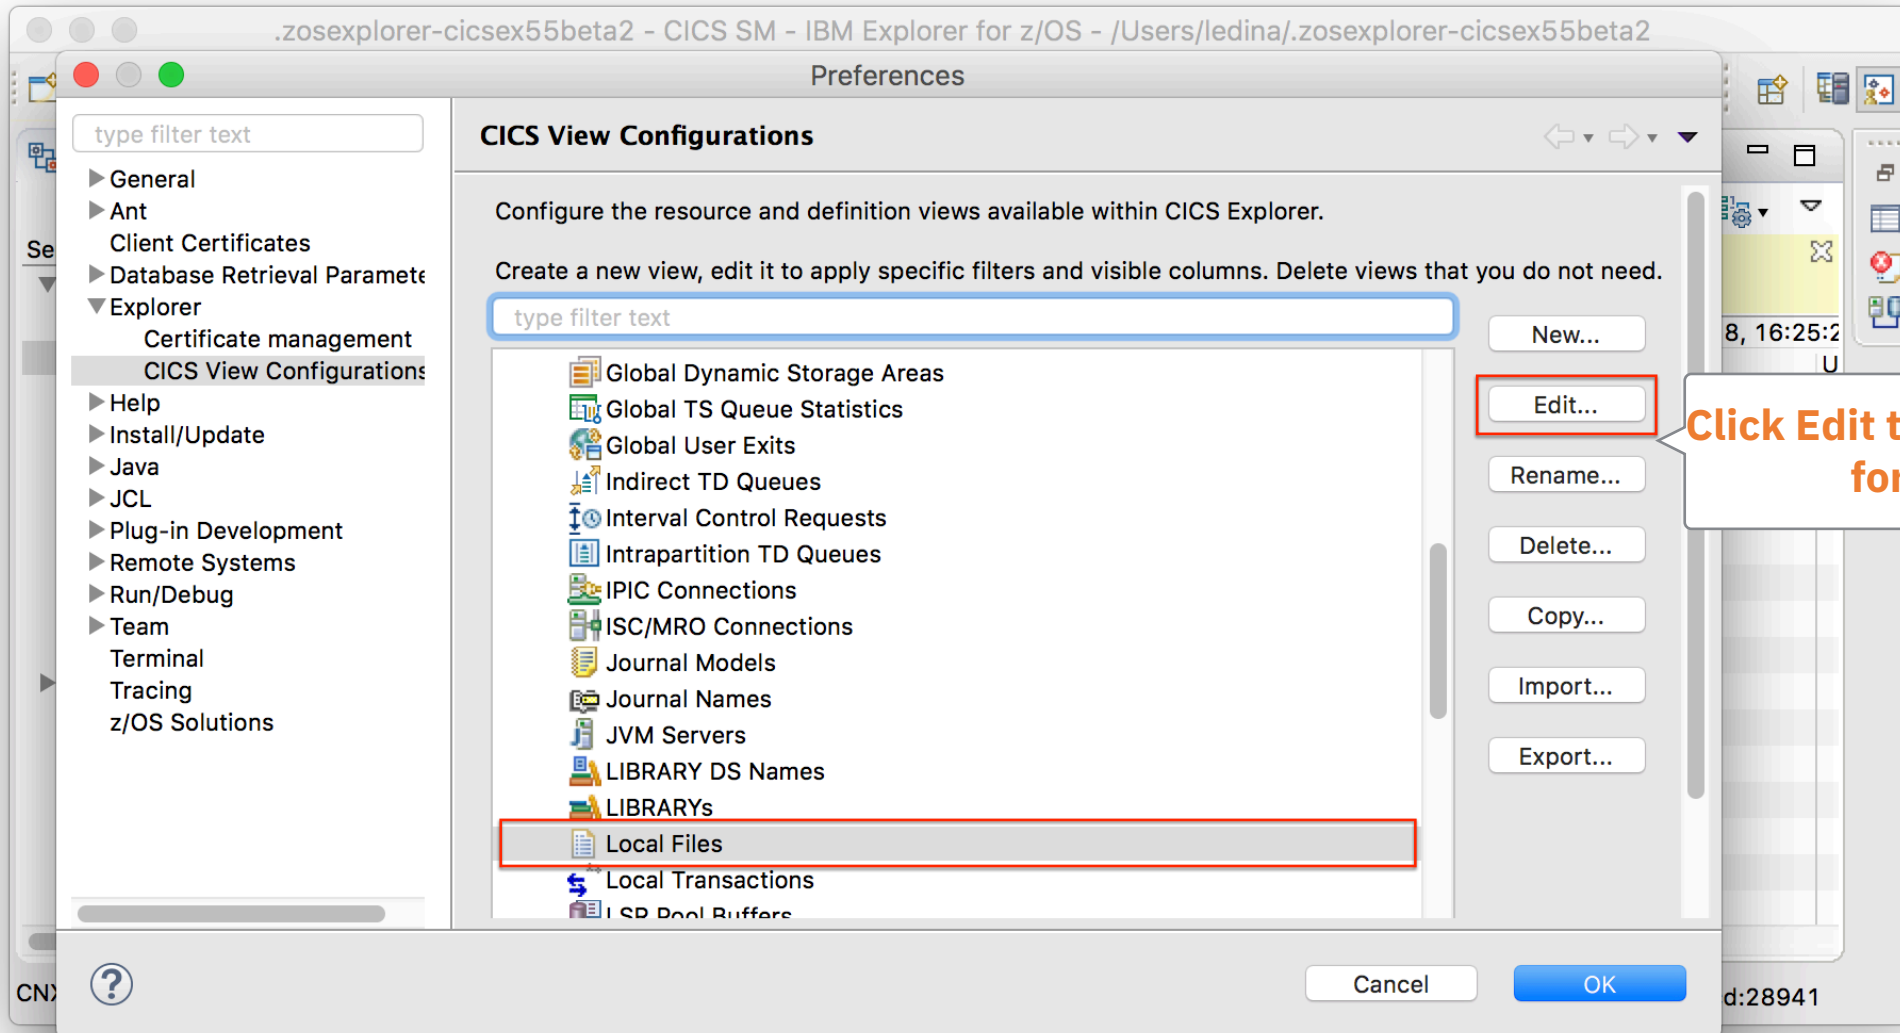 .zosexplorer-cicsex55beta2 - CICS SM - IBM Explorer for z/OS - /Users/ledina/.zosexplorer-cicsex55beta2
Preferences
type filter text
General
Ant
Client Certificates
Database Retrieval Paramete
Explorer
Certificate management
CICS View Configurations
Help
Install/Update
Java
JCL
Plug-in Development
Remote Systems
Run/Debug
Team
Terminal
Tracing
z/OS Solutions
CICS View Configurations
Configure the resource and definition views available within CICS Explorer.
Create a new view, edit it to apply specific filters and visible columns. Delete views that you do not need.
type filter text
Global Dynamic Storage Areas
Global TS Queue Statistics
Global User Exits
Indirect TD Queues
Interval Control Requests
Intrapartition TD Queues
IPIC Connections
ISC/MRO Connections
Journal Models
Journal Names
JVM Servers
LIBRARY DS Names
LIBRARYs
Local Files
Local Transactions
LSR Pool Buffers
New...
Edit...
Rename...
Delete...
Copy...
Import...
Export...
Cancel
OK
Se
CNX
8, 16:25:2
U
Click Edit t
for
d:28941